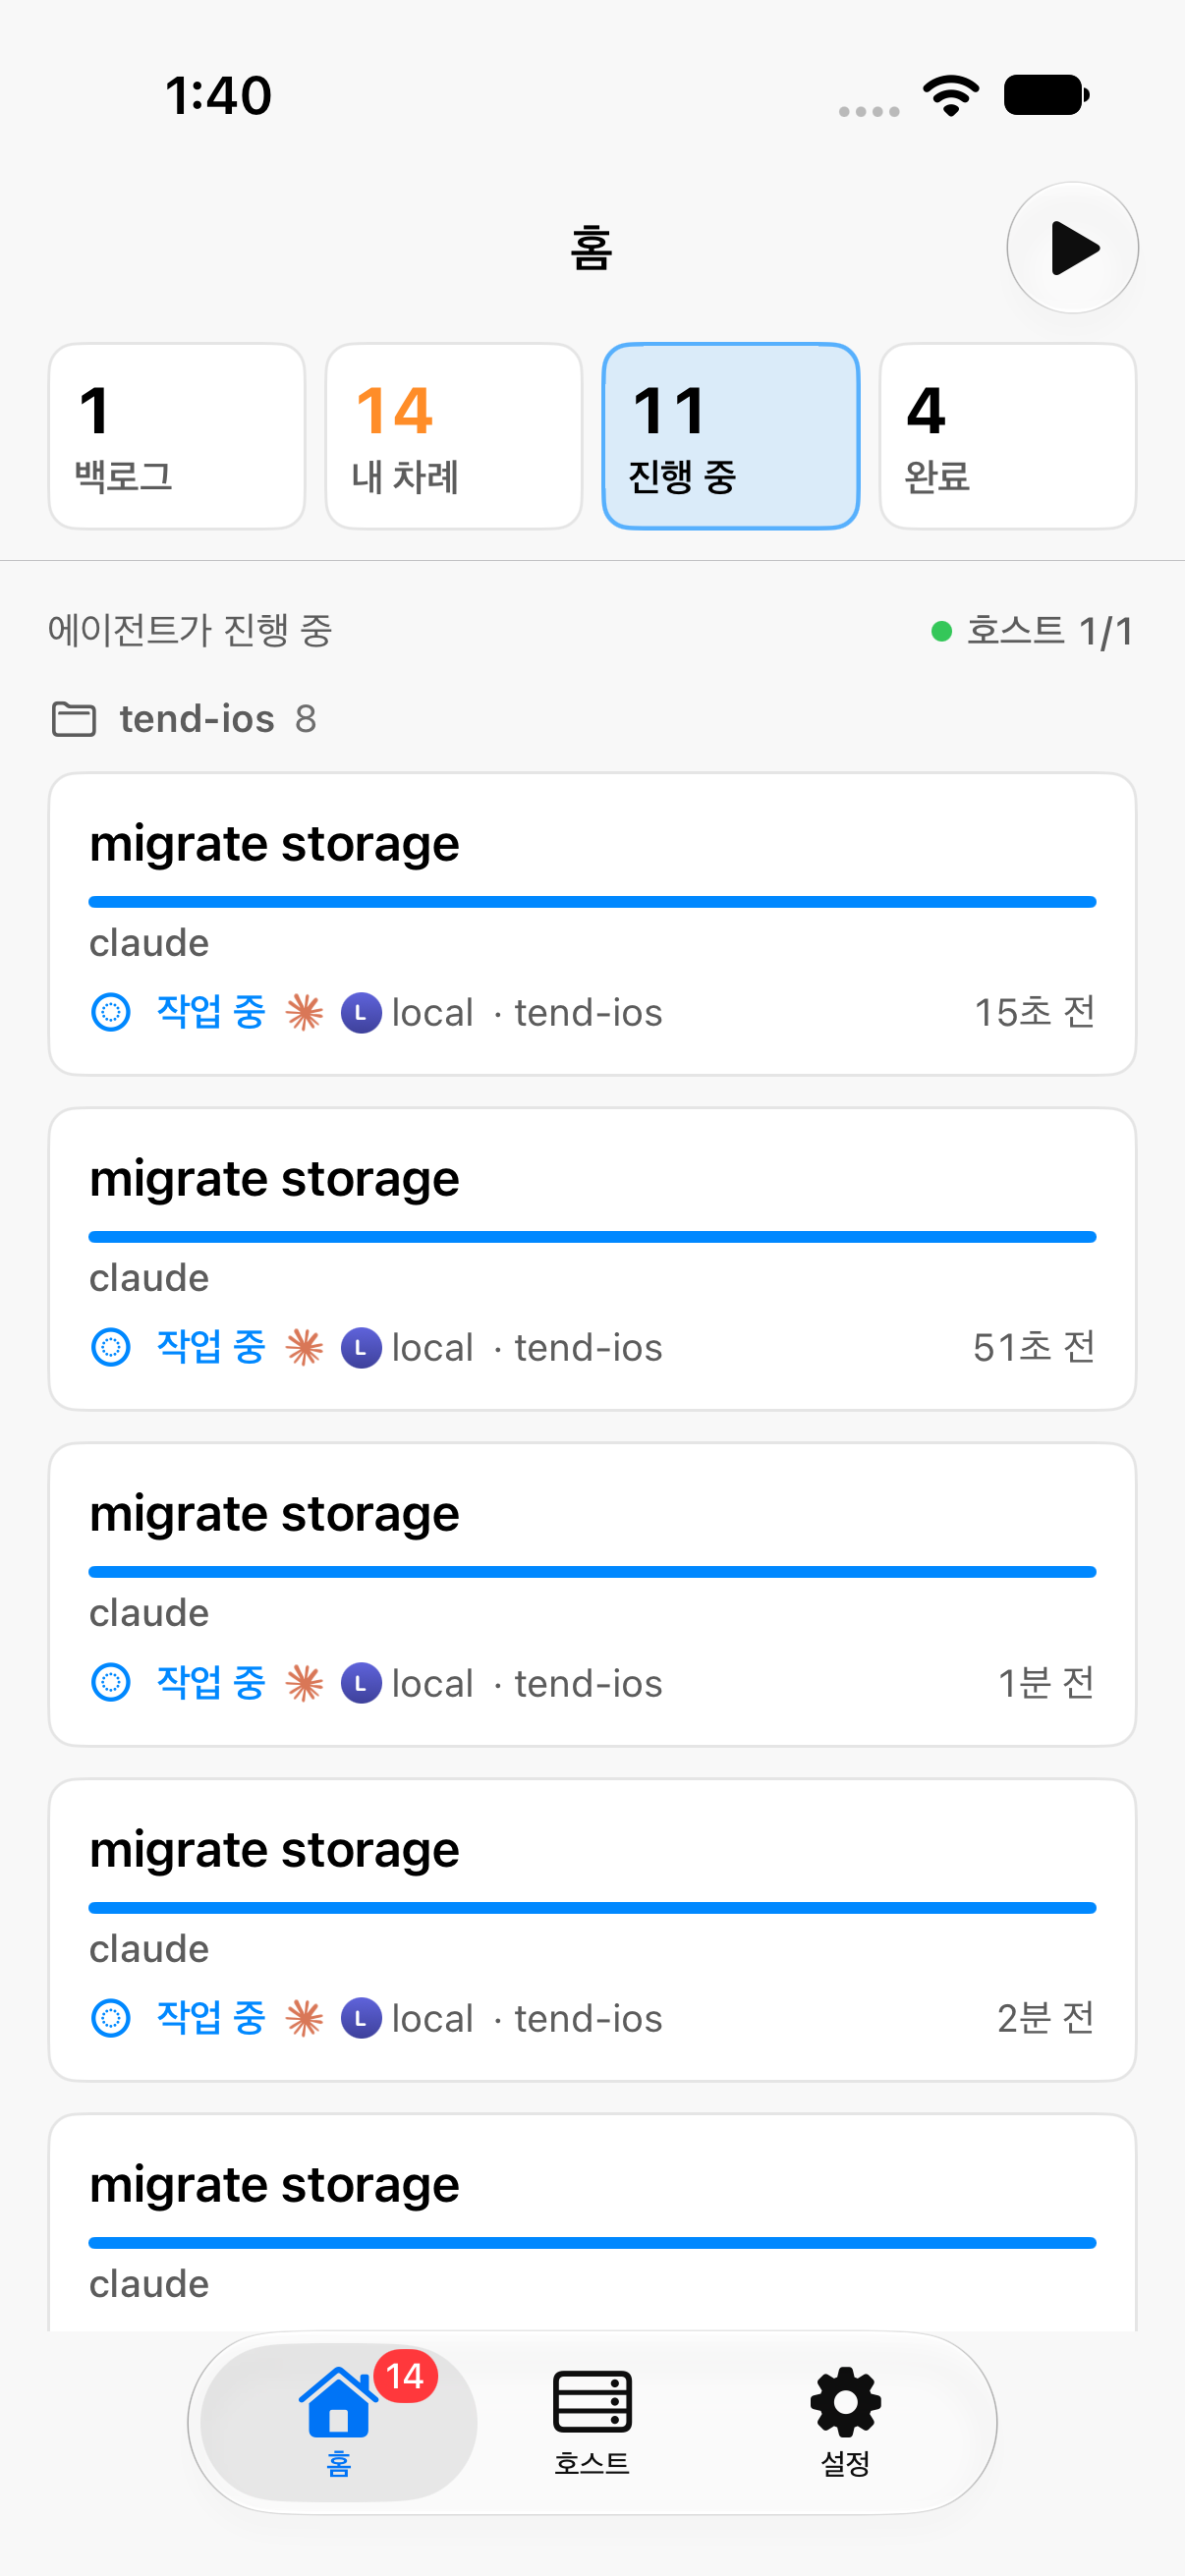 1:40
홈
1
백로그
14
내 차례
11
진행 중
4
완료
에이전트가 진행 중
호스트 1/1
tend-ios 8
migrate storage
claude
작업 중 L local · tend-ios 15초 전
migrate storage
claude
작업 중 L local · tend-ios 51초 전
migrate storage
claude
작업 중 L local · tend-ios 1분 전
migrate storage
claude
작업 중 L local · tend-ios 2분 전
migrate storage
claude
14
홈
호스트
설정